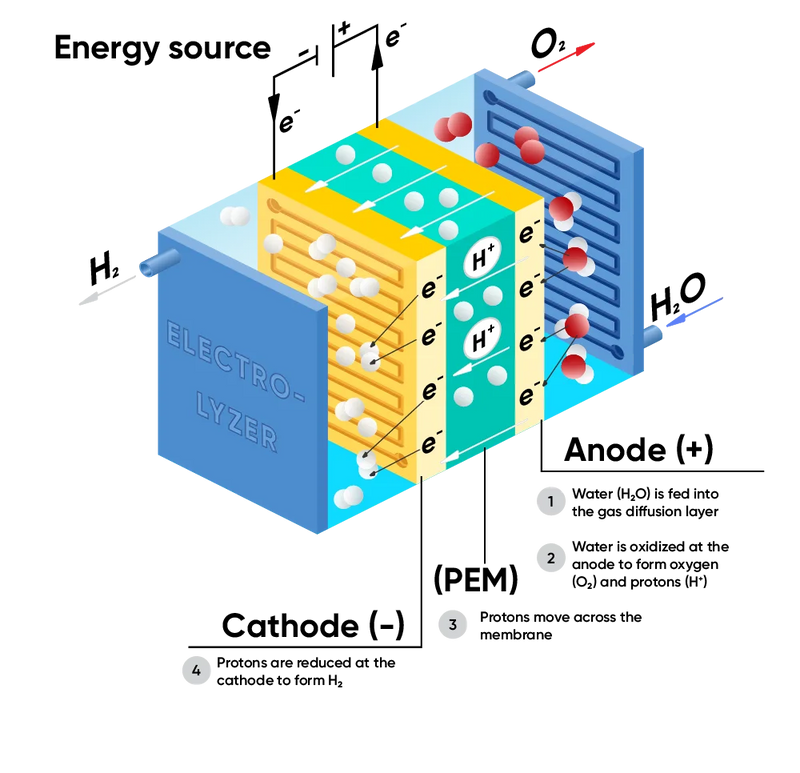 Energy source
-
+
e⁻
e⁻
O₂
H₂
H₂O
ELECTRO-
LYZER
H⁺
H⁺
e⁻
e⁻
e⁻
e⁻
e⁻
e⁻
e⁻
e⁻
Anode (+)
1 Water (H₂O) is fed into
the gas diffusion layer
2 Water is oxidized at the
anode to form oxygen
(O₂) and protons (H⁺)
(PEM)
3 Protons move across the
membrane
Cathode (-)
4 Protons are reduced at the
cathode to form H₂